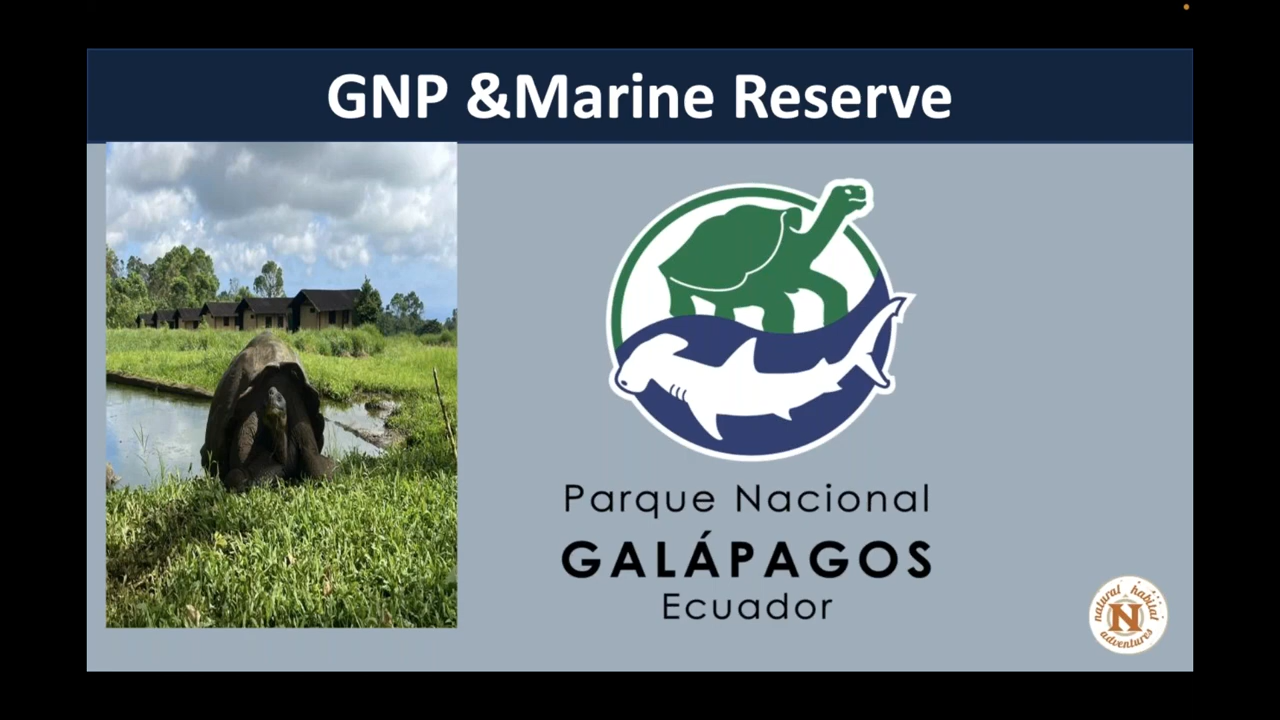 GNP &Marine Reserve
Parque Nacional
GALÁPAGOS
Ecuador
natural habitat
N
adventures